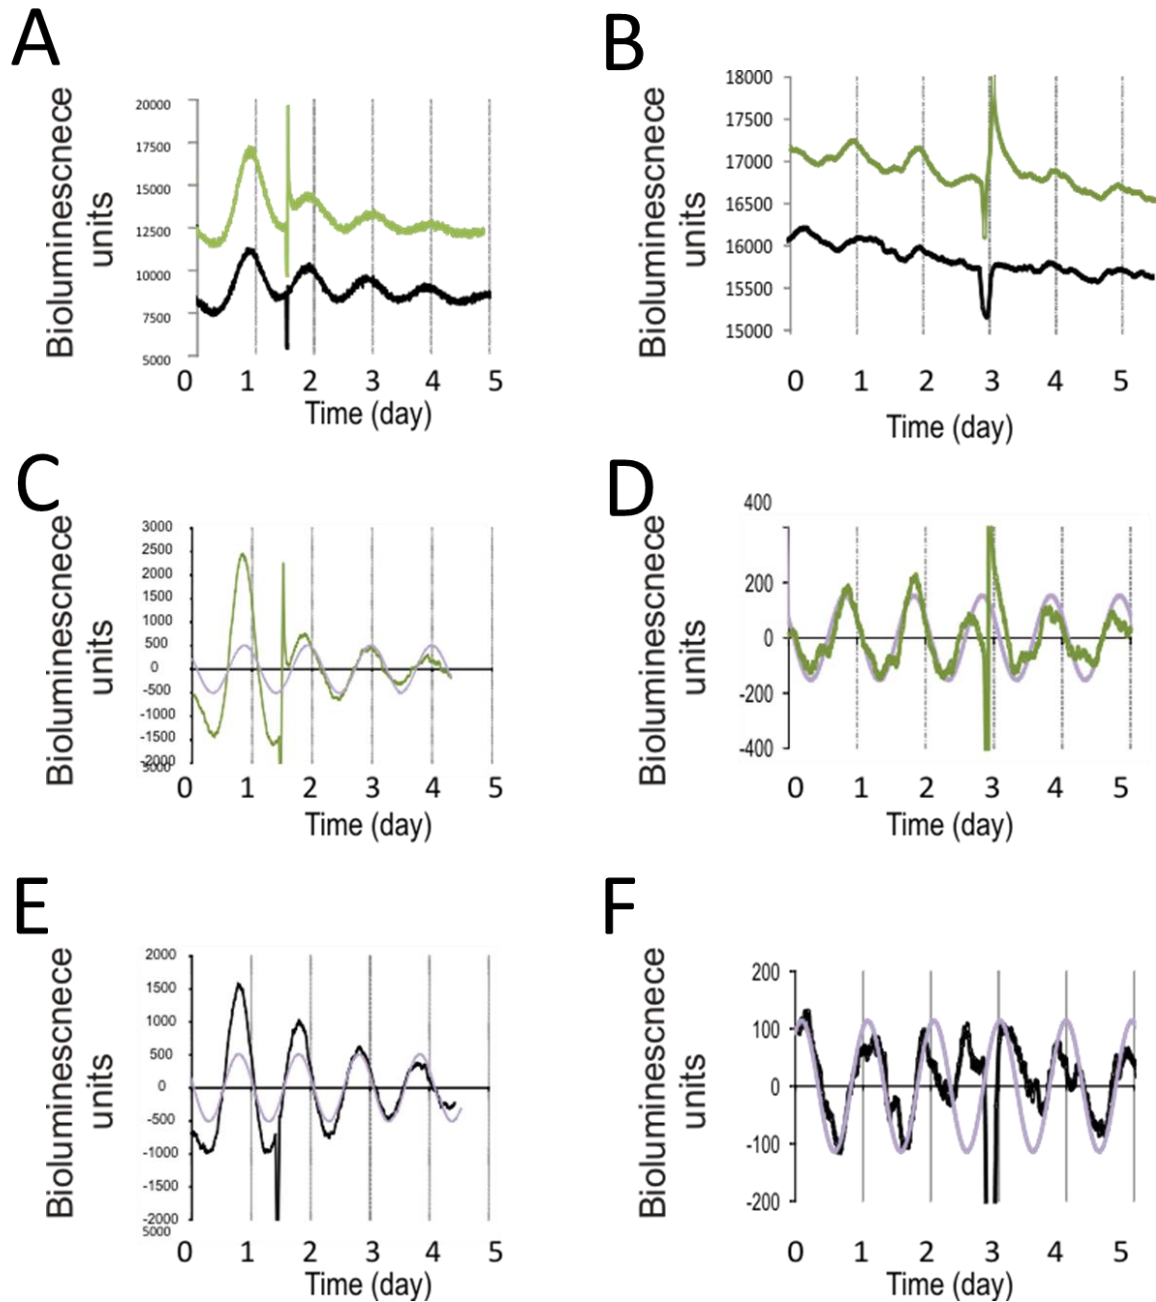 A
Bioluminescnece
units
20000
17500
15000
12500
10000
7500
5000
0 1 2 3 4 5
Time (day)
B
Bioluminescnece
units
18000
17500
17000
16500
16000
15500
15000
0 1 2 3 4 5
Time (day)
C
Bioluminescnece
units
3000
2500
2000
1500
1000
500
0
-500
-1000
-1500
-2000
3000
0 1 2 3 4 5
Time (day)
D
Bioluminescnece
units
400
200
0
-200
-400
0 1 2 3 4 5
Time (day)
E
Bioluminescnece
units
2000
1500
1000
500
0
-500
-1000
-1500
-2000
5000
0 1 2 3 4 5
Time (day)
F
Bioluminescnece
units
200
100
0
-100
-200
0 1 2 3 4 5
Time (day)